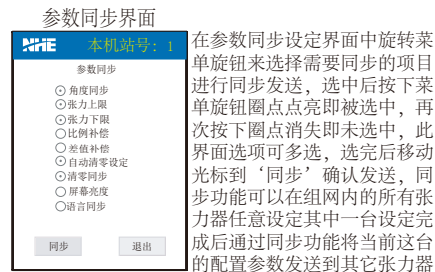 参数同步界面
NHE 本机站号：1
参数同步
角度同步
张力上限
张力下限
比例补偿
差值补偿
自动清零设定
清零同步
屏幕亮度
语言同步
同步 退出
在参数同步设定界面中旋转菜
单旋钮来选择需要同步的项目
进行同步发送，选中后按下菜
单旋钮圈点点亮即被选中，再
次按下圈点消失即未选中，此
界面选项可多选，选完后移动
光标到‘同步’确认发送，同
步功能可以在组网内的所有张
力器任意设定其中一台设定完
成后通过同步功能将当前这台
的配置参数发送到其它张力器